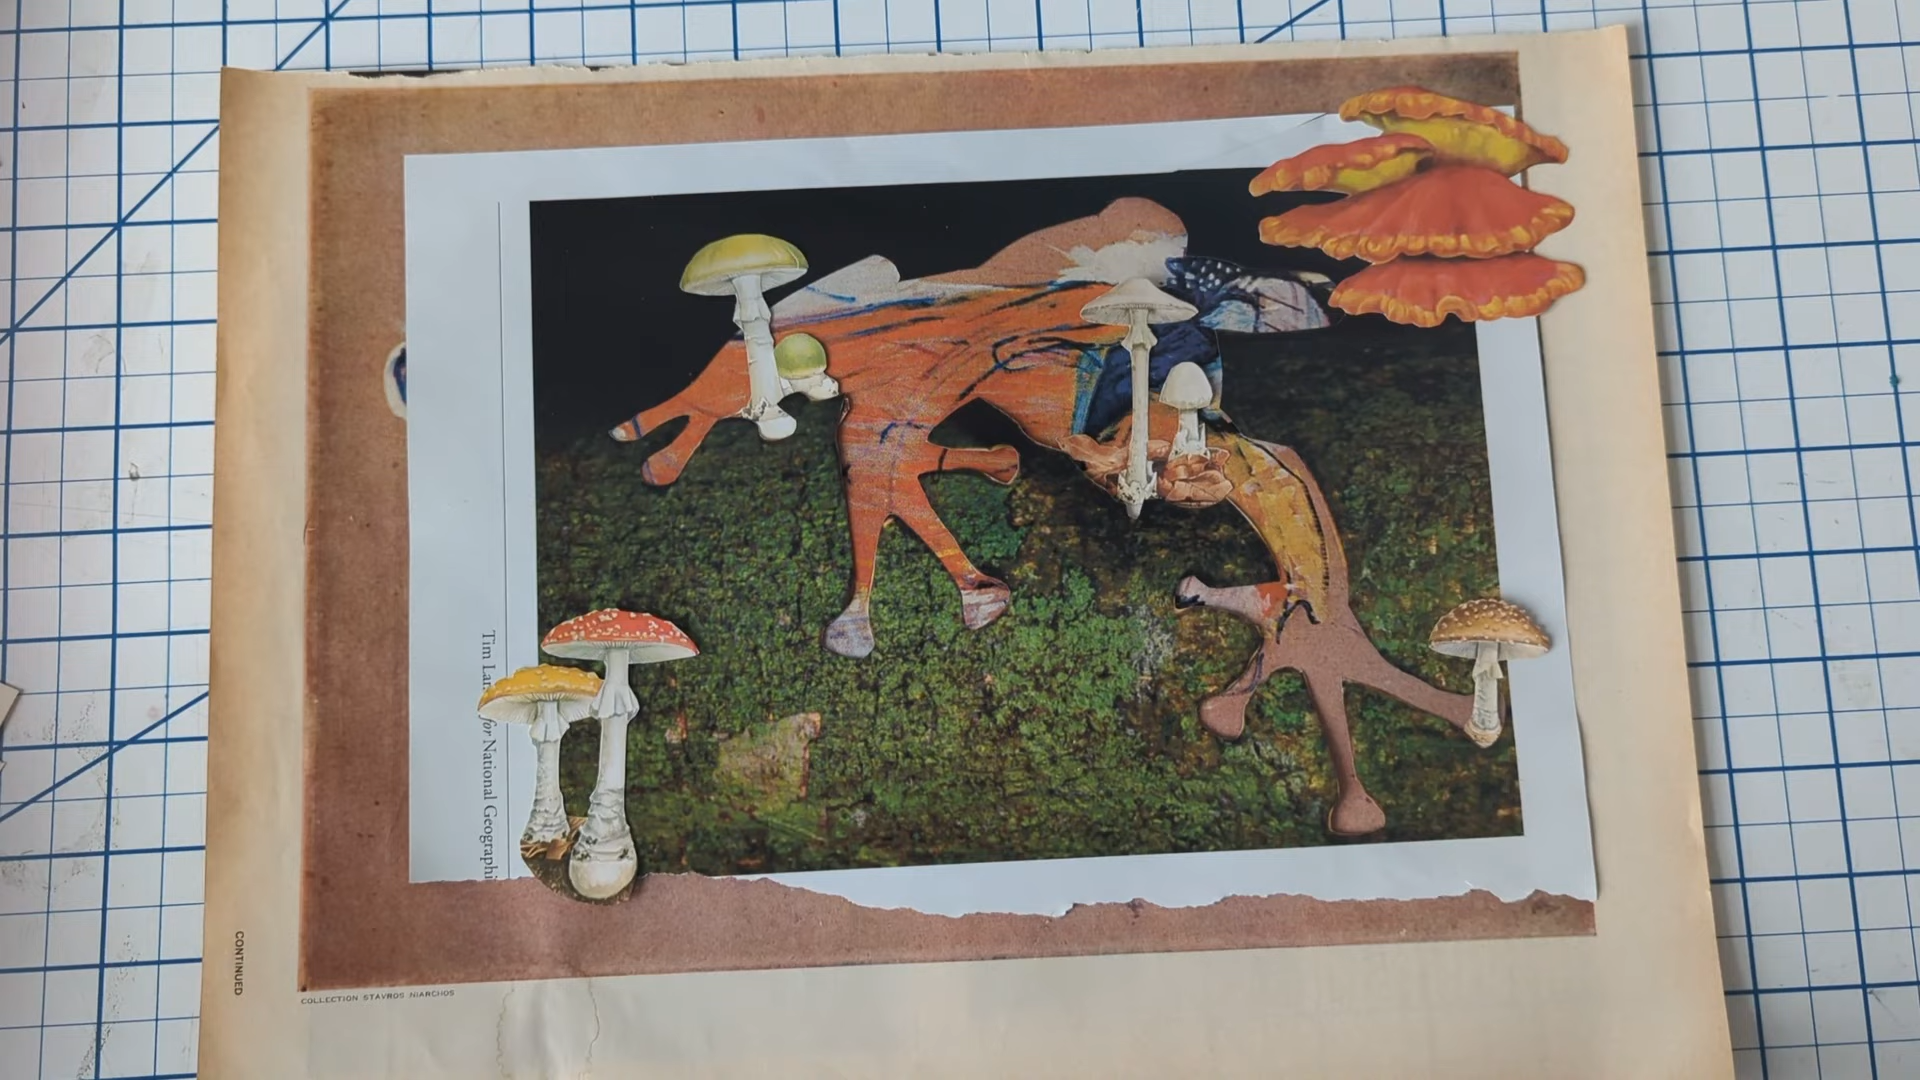 Tim La
for National Geographi
CONTINUED
COLLECTION STAVROS NIARCHOS